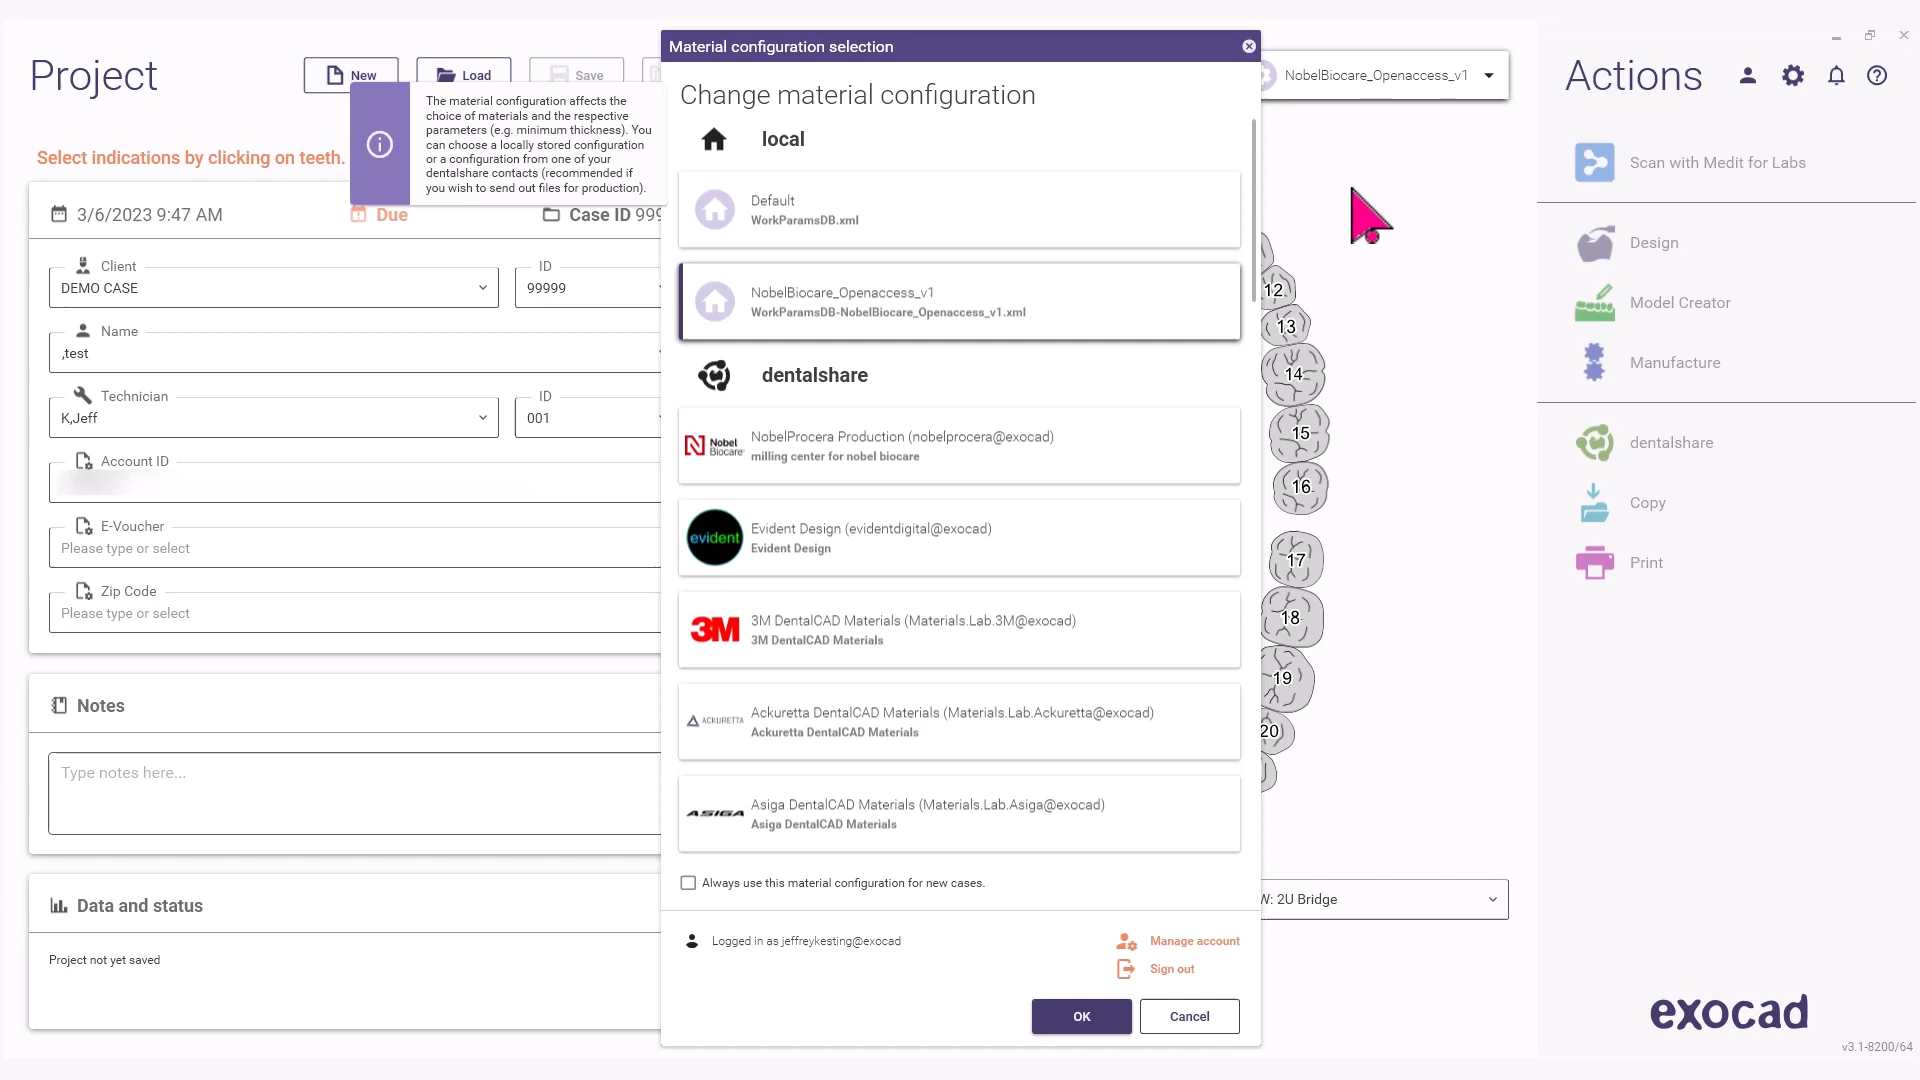 Project
New
Load
Save
Select indications by clicking on teeth.
The material configuration affects the
choice of materials and the respective
parameters (e.g. minimum thickness). You
can choose a locally stored configuration
or a configuration from one of your
dentalshare contacts (recommended if
you wish to send out files for production).
3/6/2023 9:47 AM
Due
Case ID 999
Client
DEMO CASE
ID
99999
Name
,test
Technician
K,Jeff
ID
001
Account ID
E-Voucher
Please type or select
Zip Code
Please type or select
Notes
Type notes here...
Data and status
Project not yet saved
Material configuration selection
Change material configuration
local
Default
WorkParamsDB.xml
NobelBiocare_Openaccess_v1
WorkParamsDB-NobelBiocare_Openaccess_v1.xml
dentalshare
Nobel
Biocare
NobelProcera Production (nobelprocera@exocad)
milling center for nobel biocare
evident
Evident Design (evidentdigital@exocad)
Evident Design
3M
3M DentalCAD Materials (Materials.Lab.3M@exocad)
3M DentalCAD Materials
ACKURETTA
Ackuretta DentalCAD Materials (Materials.Lab.Ackuretta@exocad)
Ackuretta DentalCAD Materials
ASIGA
Asiga DentalCAD Materials (Materials.Lab.Asiga@exocad)
Asiga DentalCAD Materials
Always use this material configuration for new cases.
Logged in as jeffreykesting@exocad
Manage account
Sign out
OK
Cancel
NobelBiocare_Openaccess_v1
12
13
14
15
16
17
18
19
20
W: 2U Bridge
Actions
Scan with Medit for Labs
Design
Model Creator
Manufacture
dentalshare
Copy
Print
exocad
v3.1-8200/64